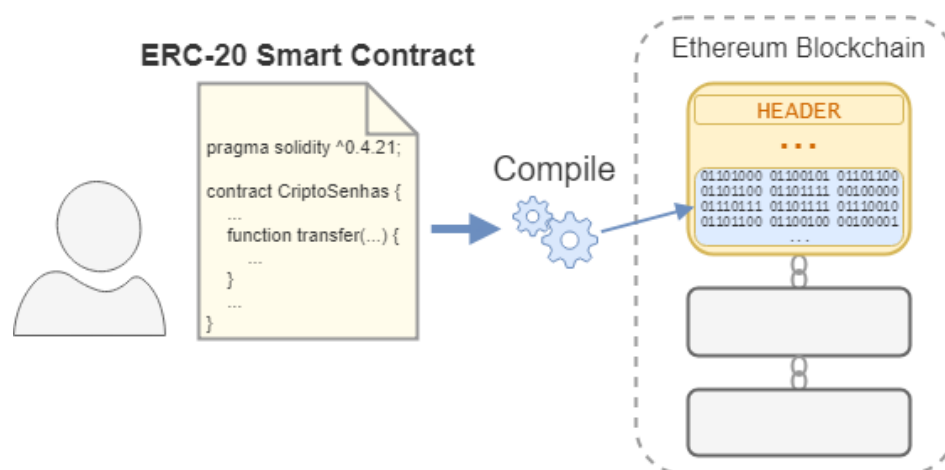 ERC-20 Smart Contract
pragma solidity ^0.4.21;
contract CriptoSenhas {
...
function transfer(...) {
...
}
...
}
Compile
Ethereum Blockchain
HEADER
...
01101000 01100101 01101100
01101100 01101111 00100000
01110111 01101111 01110010
01101100 01100100 00100001
...